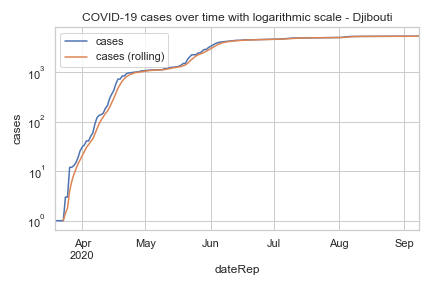 COVID-19 cases over time with logarithmic scale - Djibouti
cases
cases (rolling)
10³
10²
10¹
10⁰
cases
Apr
2020
May
Jun
Jul
Aug
Sep
dateRep